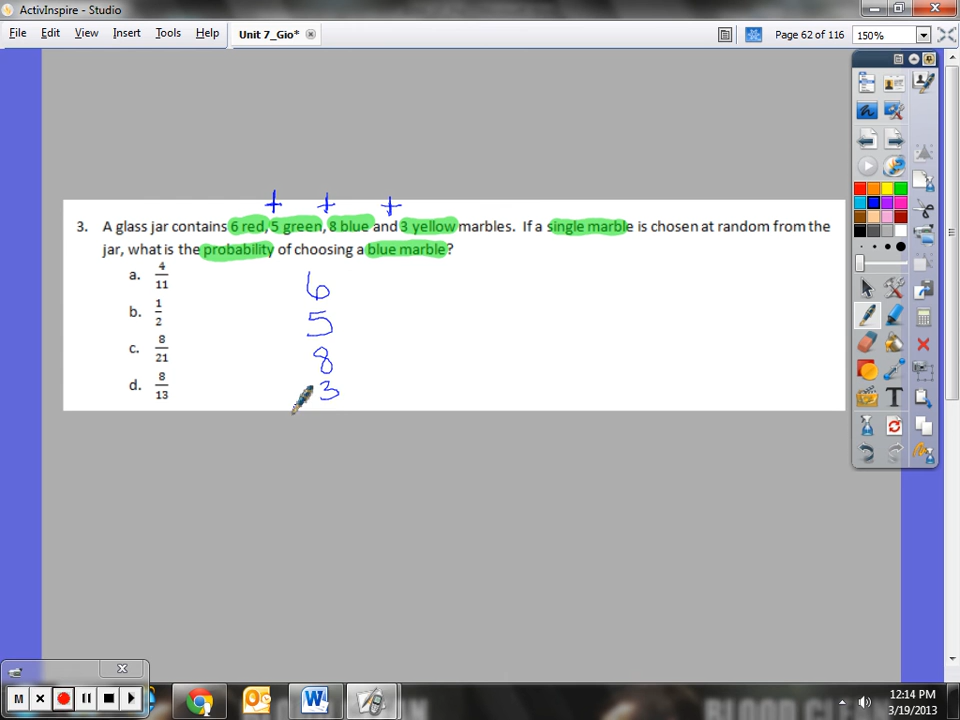 ActivInspire - Studio
File Edit View Insert Tools Help Unit 7_Gio* Page 62 of 116 150%
+ + +
3. A glass jar contains 6 red, 5 green, 8 blue and 3 yellow marbles. If a single marble is chosen at random from the
jar, what is the probability of choosing a blue marble?
a. 4/11
b. 1/2
c. 8/21
d. 8/13
6
5
8
3
T
M
12:14 PM
3/19/2013